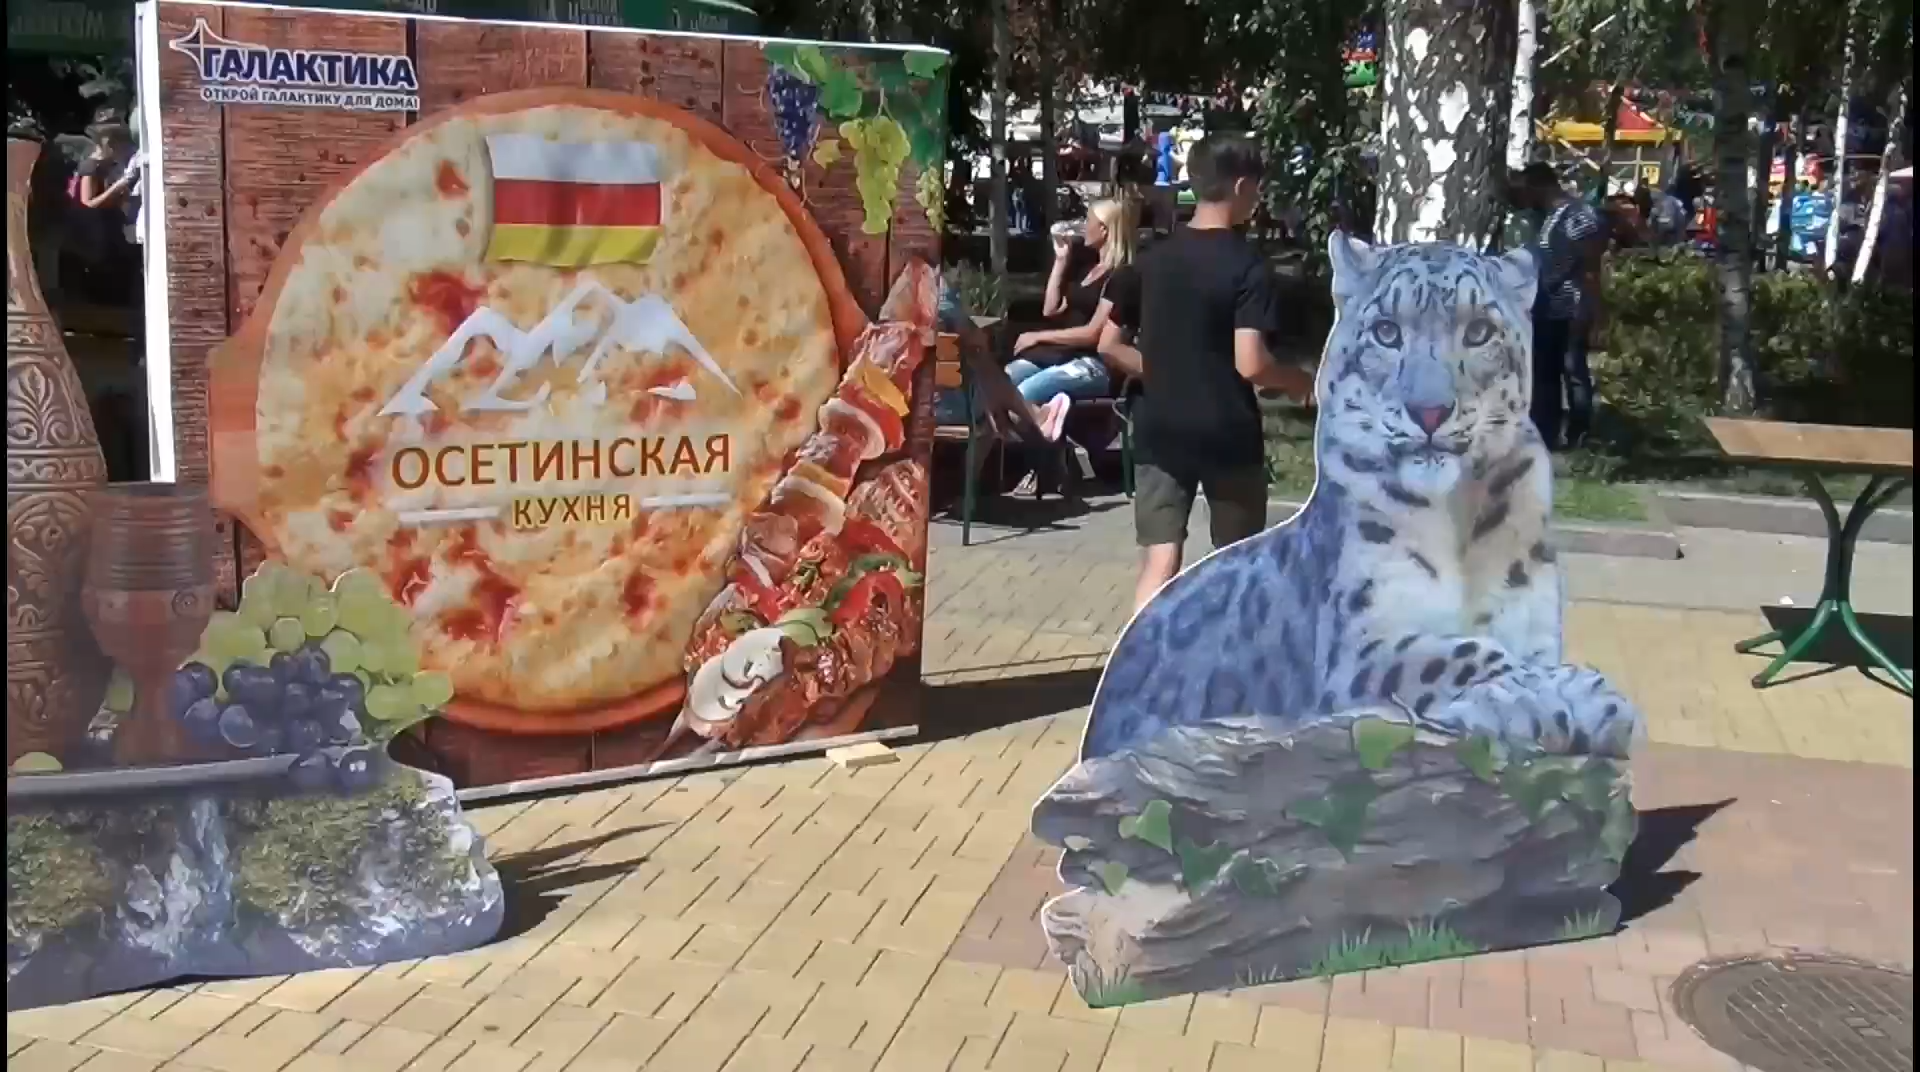 ГАЛАКТИКА
ОТКРОЙ ГАЛАКТИКУ ДЛЯ ДОМА!
ОСЕТИНСКАЯ
КУХНЯ